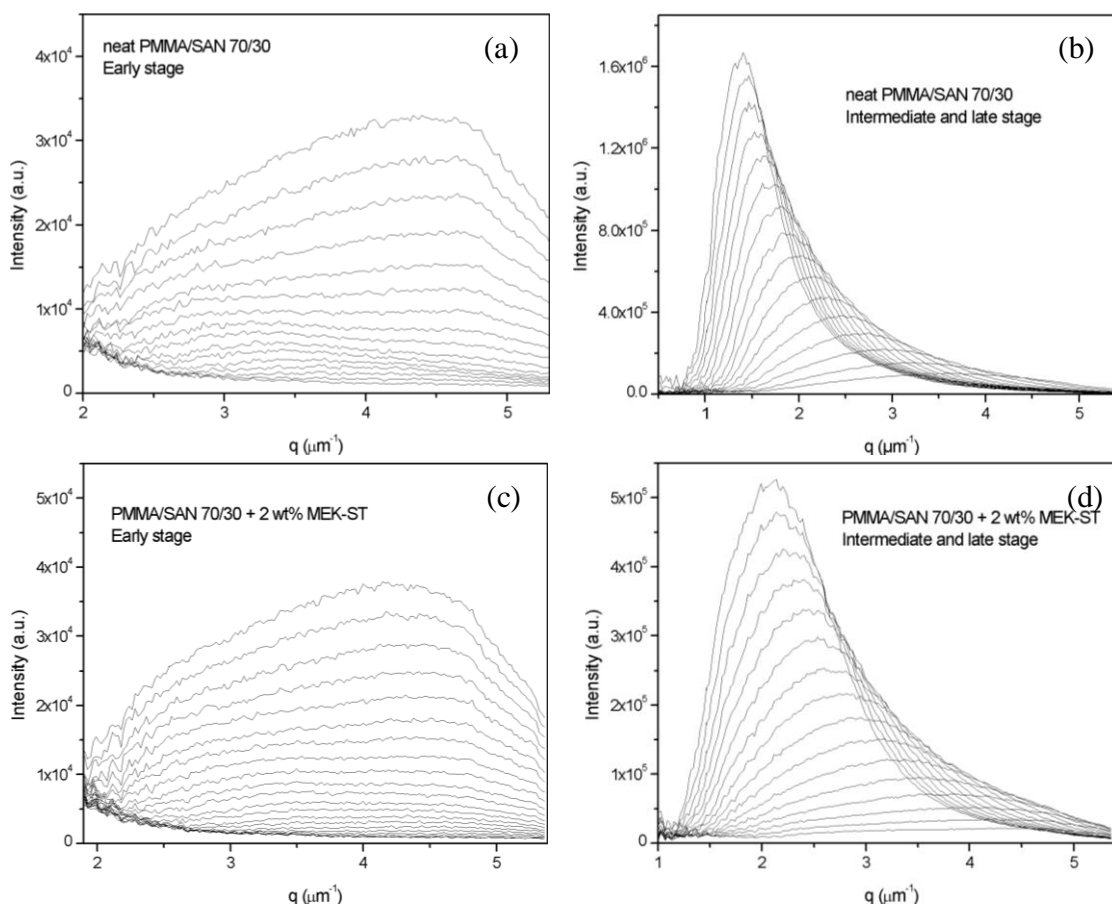 (a)
neat PMMA/SAN 70/30
Early stage
4x10⁴
3x10⁴
2x10⁴
1x10⁴
0
Intensity (a.u.)
2 3 4 5
q (μm⁻¹)
(b)
neat PMMA/SAN 70/30
Intermediate and late stage
1.6x10⁶
1.2x10⁶
8.0x10⁵
4.0x10⁵
0.0
Intensity (a.u.)
1 2 3 4 5
q (µm⁻¹)
(c)
PMMA/SAN 70/30 + 2 wt% MEK-ST
Early stage
5x10⁴
4x10⁴
3x10⁴
2x10⁴
1x10⁴
0
Intensity (a.u.)
2 3 4 5
q (μm⁻¹)
(d)
PMMA/SAN 70/30 + 2 wt% MEK-ST
Intermediate and late stage
5x10⁵
4x10⁵
3x10⁵
2x10⁵
1x10⁵
0
Intensity (a.u.)
1 2 3 4 5
q (μm⁻¹)